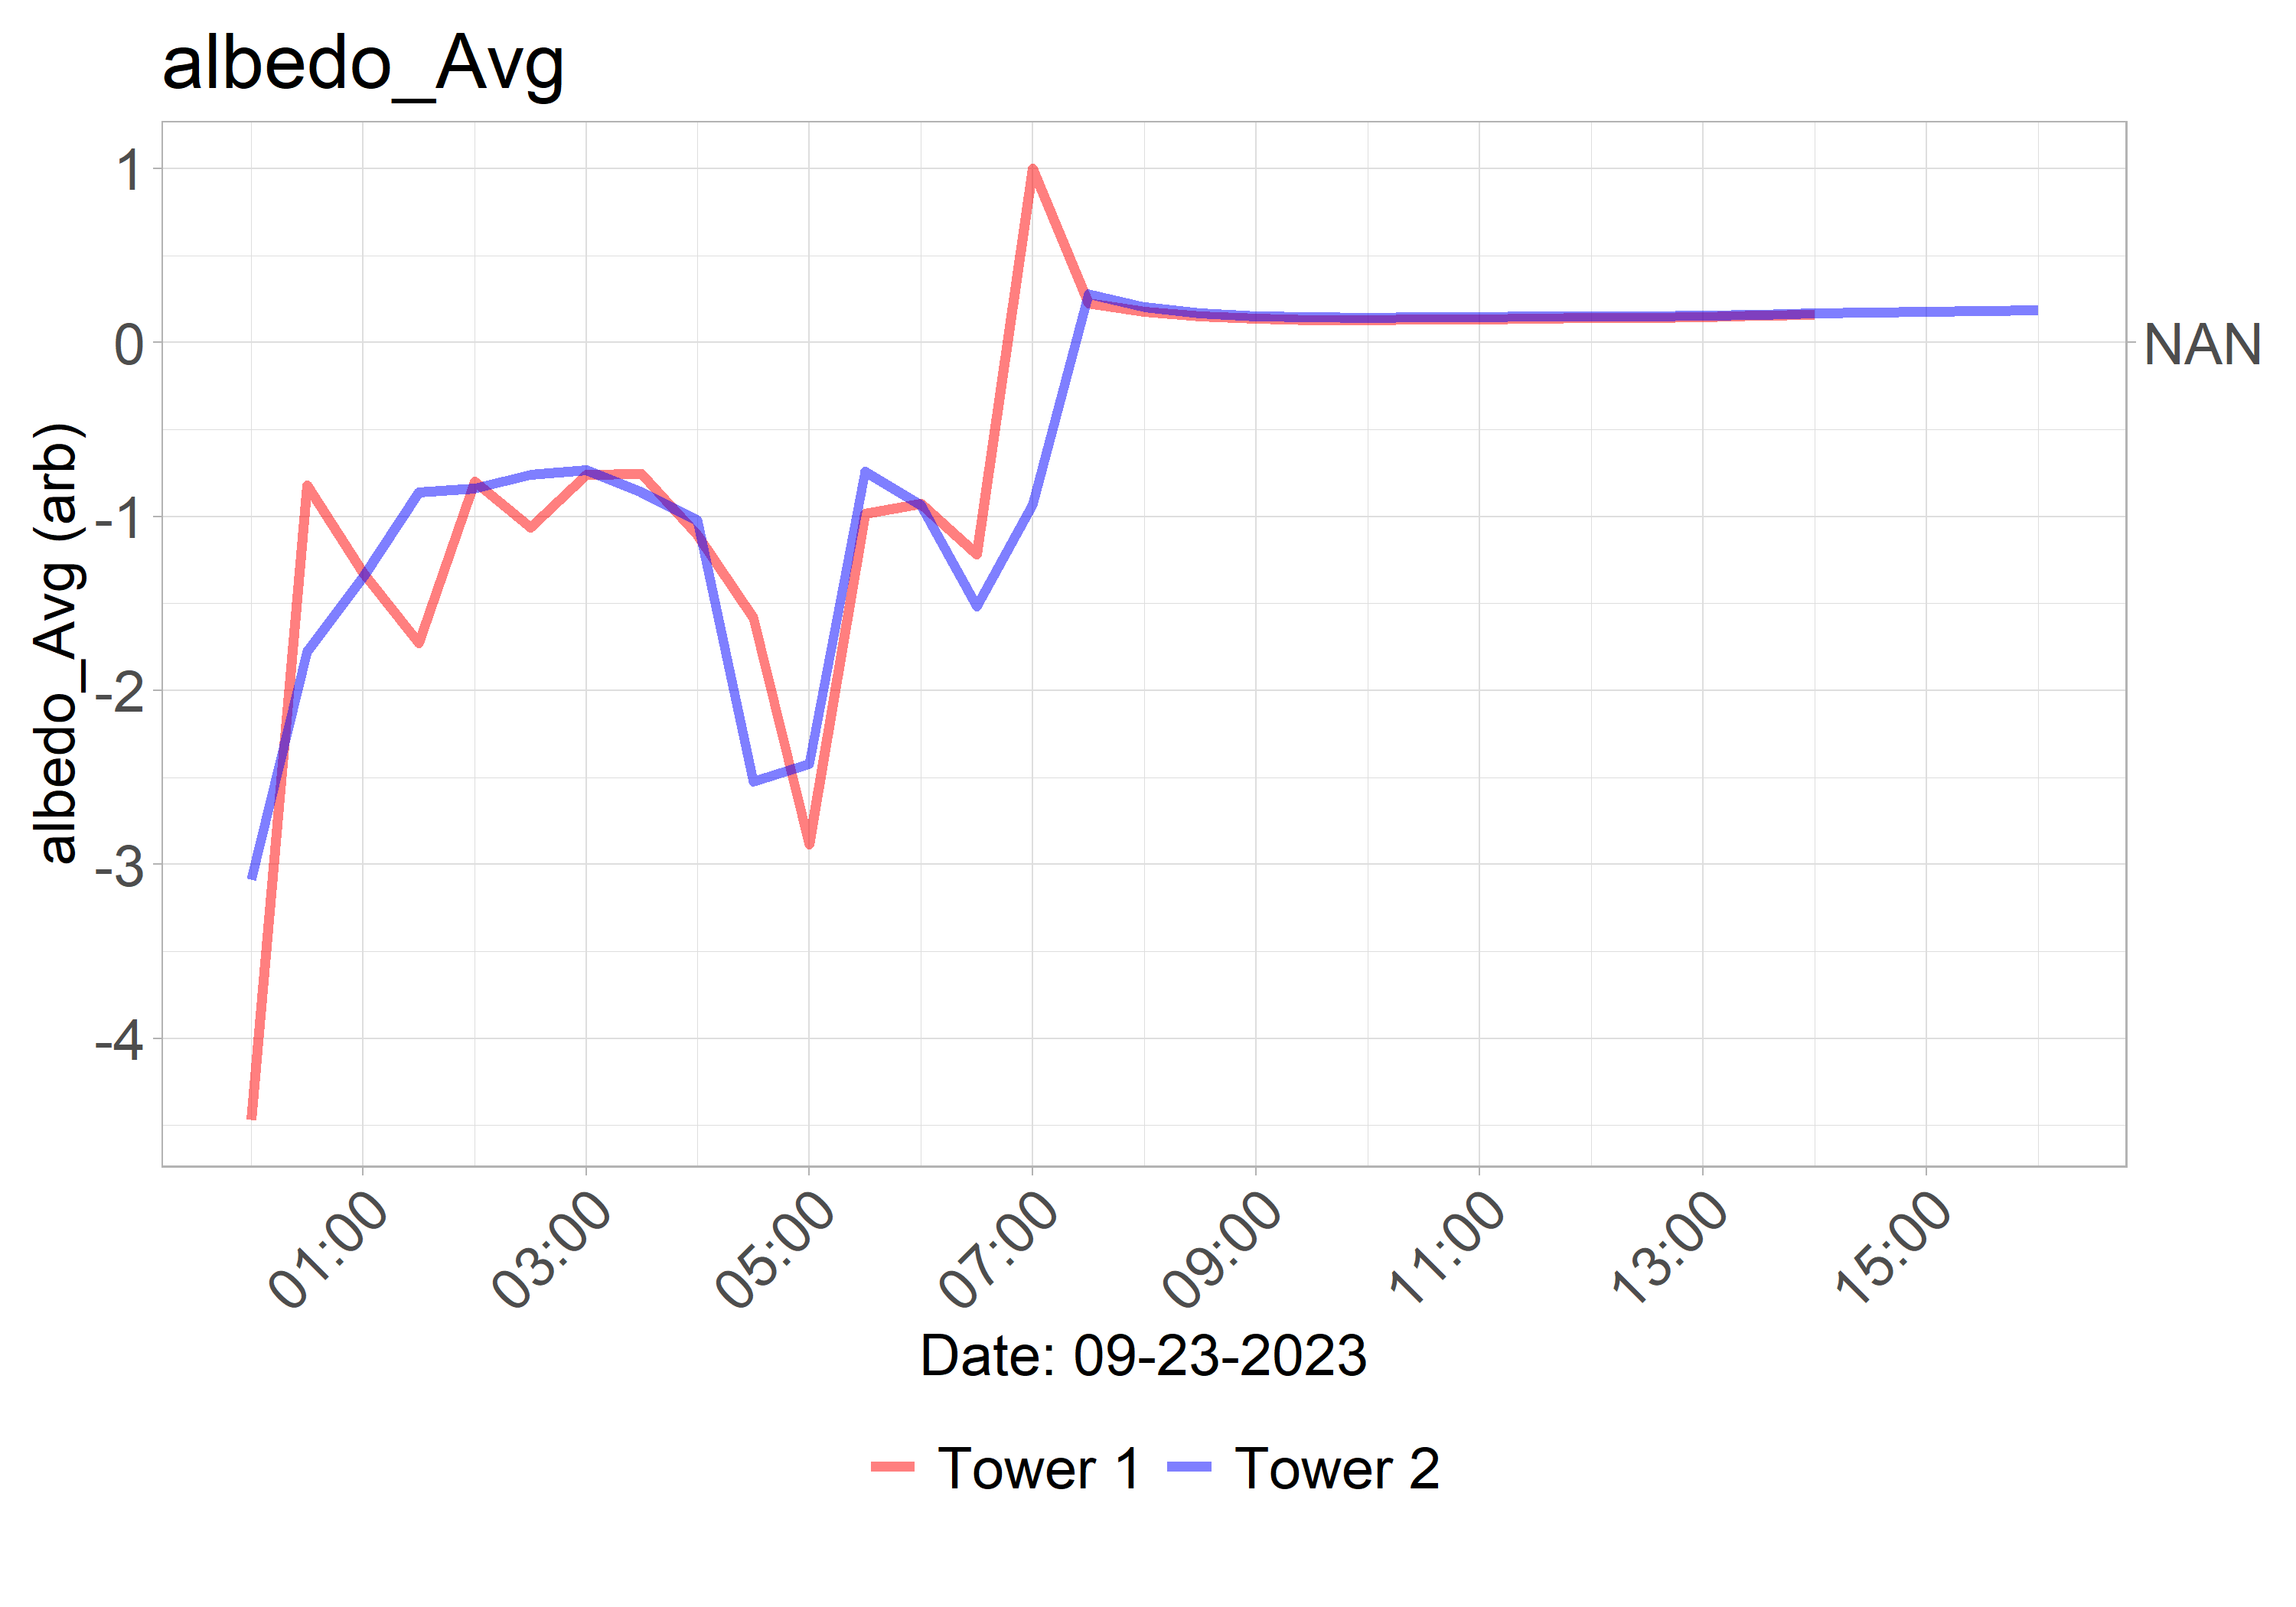 albedo_Avg
albedo_Avg (arb)
1
0
-1
-2
-3
-4
NAN
01:00
03:00
05:00
07:00
09:00
11:00
13:00
15:00
Date: 09-23-2023
Tower 1
Tower 2